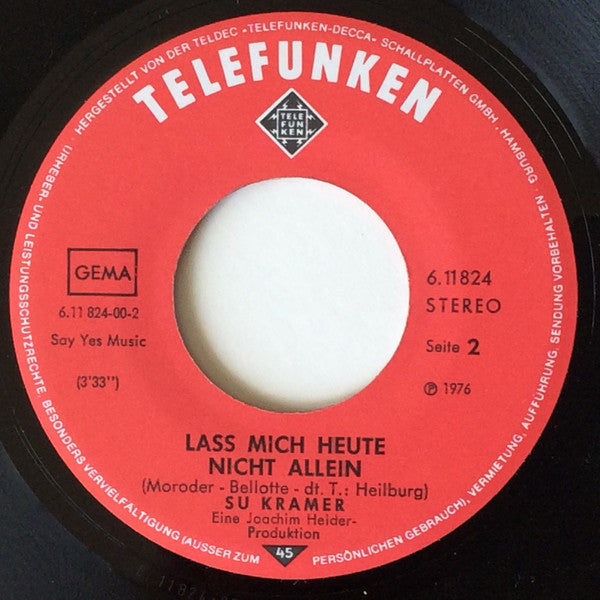 HERGESTELLT VON DER TELDEC »TELEFUNKEN-DECCA« SCHALLPLATTEN GMBH · HAMBURG ·
TELEFUNKEN
TELE
FUN
KEN
GEMA
6.11 824-00-2
Say Yes Music
(3'33'')
6.11824
STEREO
Seite 2
℗ 1976
LASS MICH HEUTE
NICHT ALLEIN
(Moroder - Bellotte - dt. T.: Heilburg)
SU KRAMER
Eine Joachim Heider-
Produktion
45
URHEBER- UND LEISTUNGSSCHUTZRECHTE, BESONDERS VERVIELFÄLTIGUNG (AUSSER ZUM PERSÖNLICHEN GEBRAUCH), VERMIETUNG, AUFFÜHRUNG, SENDUNG VORBEHALTEN ·